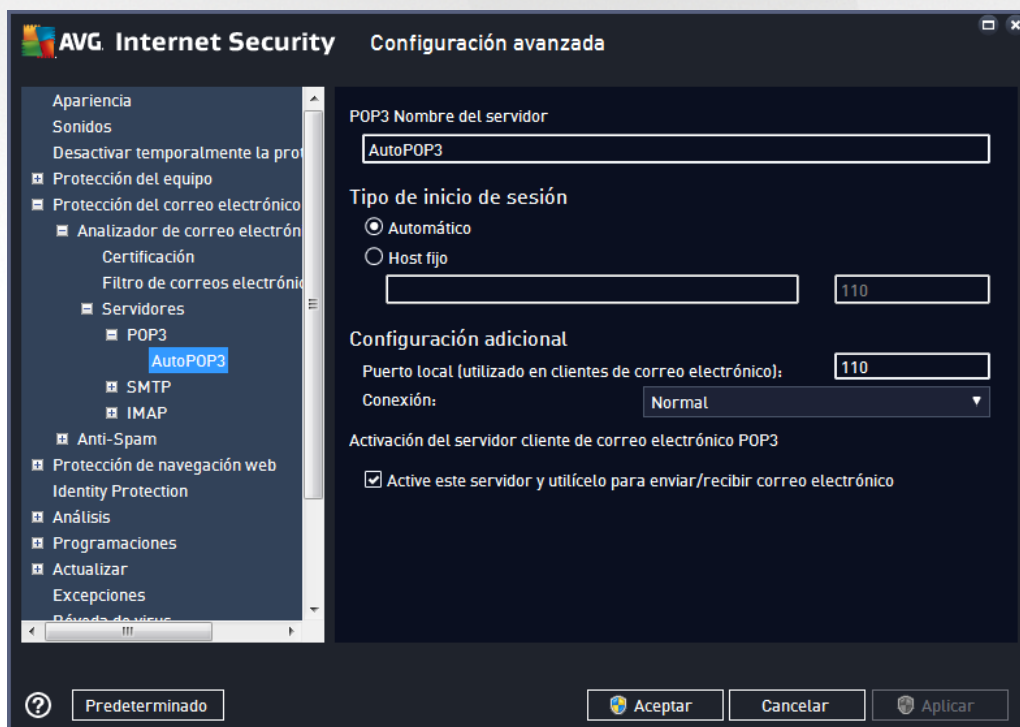 AVG. Internet Security Configuración avanzada
Apariencia
Sonidos
Desactivar temporalmente la prot
Protección del equipo
Protección del correo electrónico
Analizador de correo electrón
Certificación
Filtro de correos electrónic
Servidores
POP3
AutoPOP3
SMTP
IMAP
Anti-Spam
Protección de navegación web
Identity Protection
Análisis
Programaciones
Actualizar
Excepciones
Bóveda de virus
POP3 Nombre del servidor
AutoPOP3
Tipo de inicio de sesión
Automático
Host fijo
110
Configuración adicional
Puerto local (utilizado en clientes de correo electrónico): 110
Conexión: Normal
Activación del servidor cliente de correo electrónico POP3
Active este servidor y utilícelo para enviar/recibir correo electrónico
? Predeterminado Aceptar Cancelar Aplicar